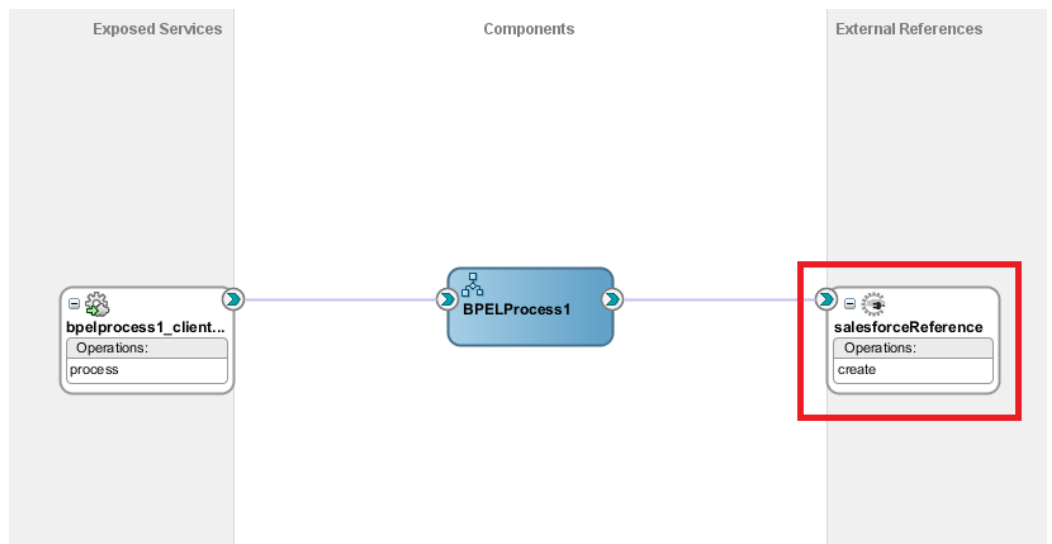 Exposed Services
Components
External References
bpelprocess1_client...
Operations:
process
BPELProcess1
salesforceReference
Operations:
create